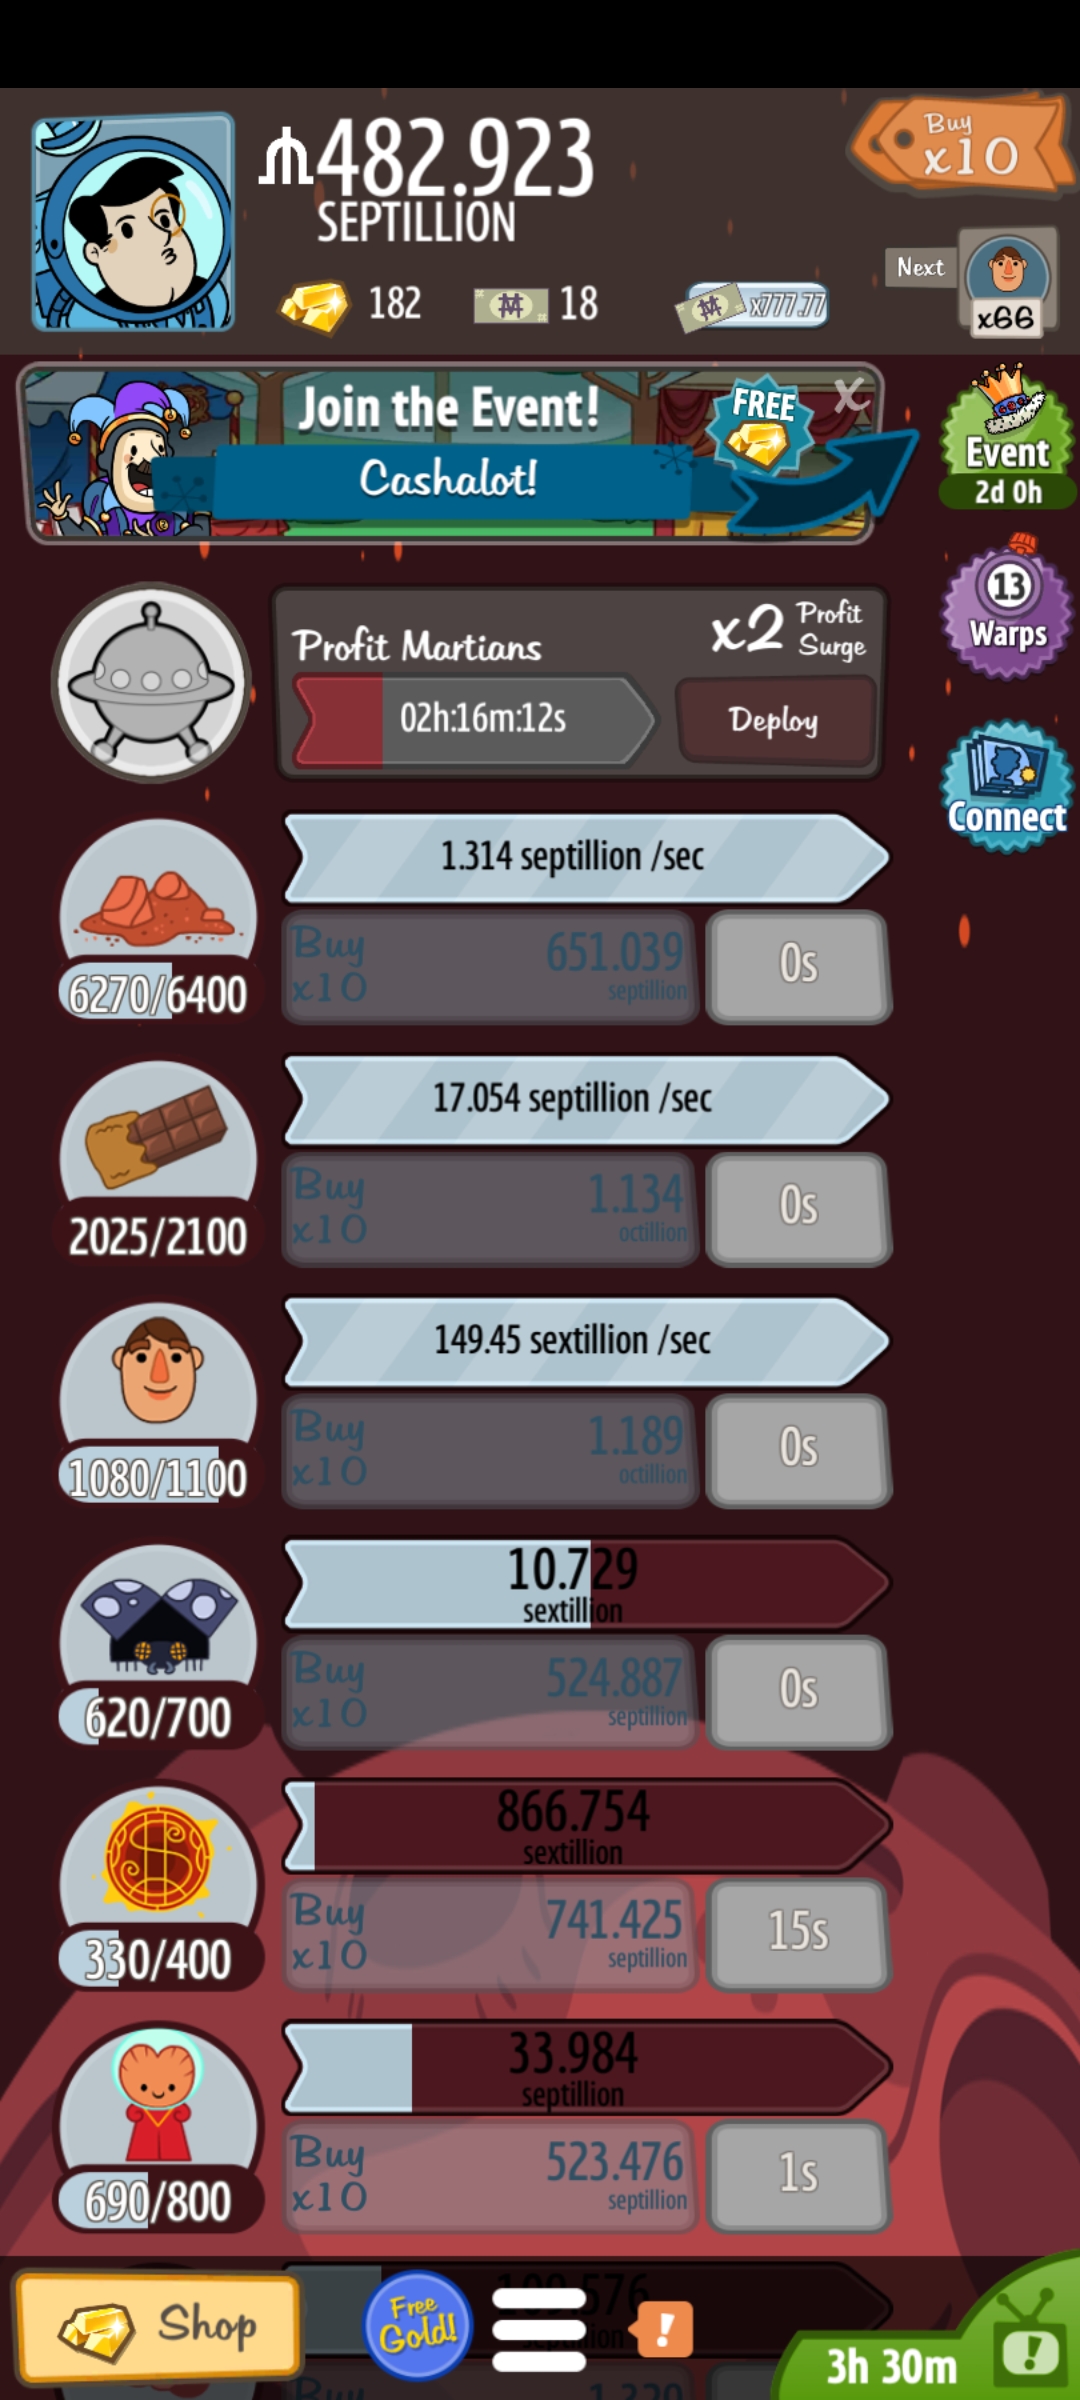 482.923
SEPTILLION
Buy
x10
182
18
x777.77
Next
x66
Join the Event!
Cashalot!
FREE
X
Event
2d 0h
13
Warps
Connect
Profit Martians
x2 Profit Surge
02h:16m:12s
Deploy
1.314 septillion /sec
Buy x10
651.039
septillion
0s
6270/6400
17.054 septillion /sec
Buy x10
1.134
octillion
0s
2025/2100
149.45 sextillion /sec
Buy x10
1.189
octillion
0s
1080/1100
10.729
sextillion
Buy x10
524.887
septillion
0s
620/700
866.754
sextillion
Buy x10
741.425
septillion
15s
330/400
33.984
septillion
Buy x10
523.476
septillion
1s
690/800
Shop
Free Gold!
!
3h 30m
!
Buy